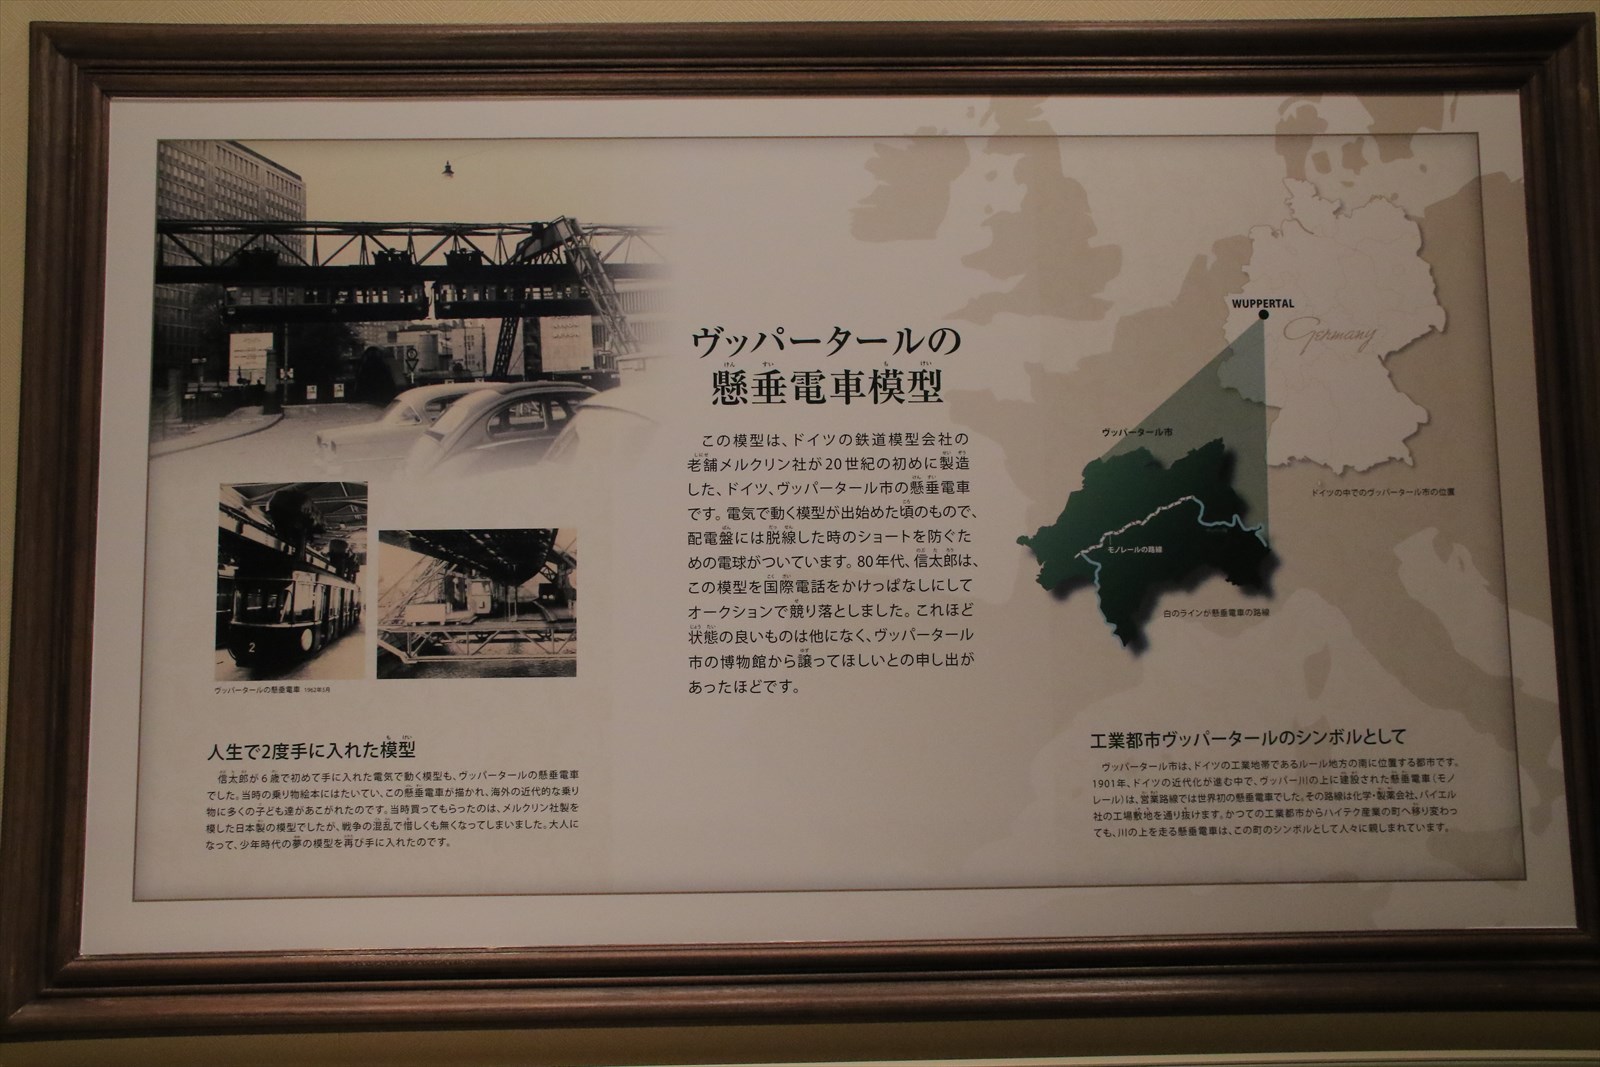 ヴッパータールの
懸垂電車模型
この模型は、ドイツの鉄道模型会社の
老舗メルクリン社が20世紀の初めに製造
した、ドイツ、ヴッパータール市の懸垂電車
です。電気で動く模型が出始めた頃のもので、
配電盤には脱線した時のショートを防ぐた
めの電球がついています。80年代、信太郎は、
この模型を国際電話をかけっぱなしにして
オークションで競り落としました。これほど
状態の良いものは他になく、ヴッパータール
市の博物館から譲ってほしいとの申し出が
あったほどです。
2
ヴッパータールの懸垂電車 1962年5月
人生で2度手に入れた模型
信太郎が6歳で初めて手に入れた電気で動く模型も、ヴッパータールの懸垂電車
でした。当時の乗り物絵本にはたいてい、この懸垂電車が描かれ、海外の近代的な乗り
物に多くの子ども達があこがれたのです。当時買ってもらったのは、メルクリン社製を
模した日本製の模型でしたが、戦争の混乱で惜しくも無くなってしまいました。大人に
なって、少年時代の夢の模型を再び手に入れたのです。
WUPPERTAL
Germany
ヴッパータール市
ドイツの中でのヴッパータール市の位置
モノレールの路線
白のラインが懸垂電車の路線
工業都市ヴッパータールのシンボルとして
ヴッパータール市は、ドイツの工業地帯であるルール地方の南に位置する都市です。
1901年、ドイツの近代化が進む中で、ヴッパー川の上に建設された懸垂電車（モノ
レール）は、営業路線では世界初の懸垂電車でした。その路線は化学・製薬会社、バイエル
社の工場敷地を通り抜けます。かつての工業都市からハイテク産業の町へ移り変わっ
ても、川の上を走る懸垂電車は、この町のシンボルとして人々に親しまれています。